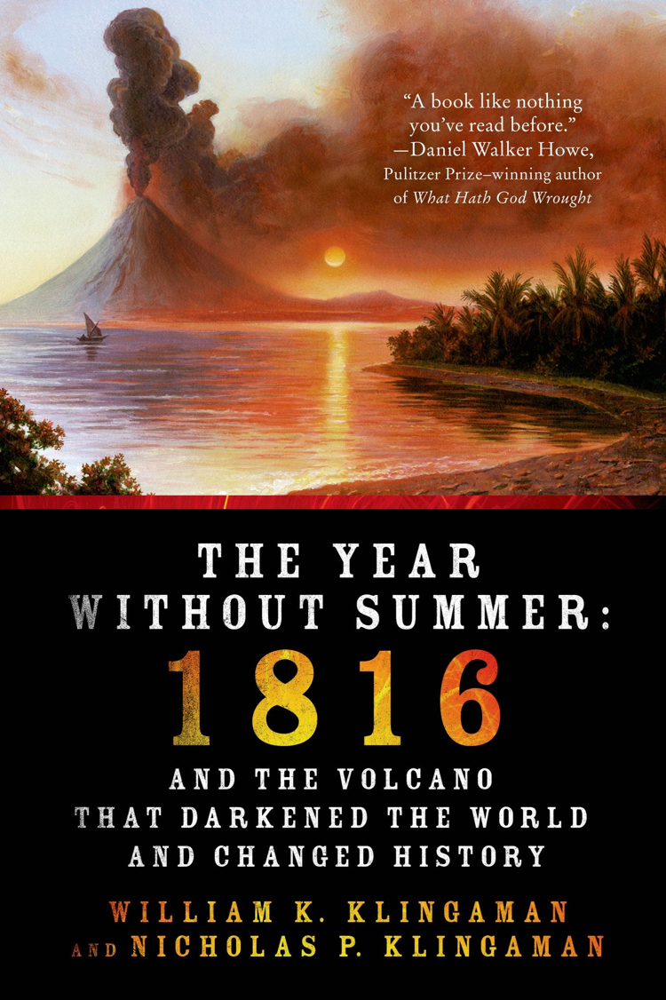 “A book like nothing
you’ve read before.”
—Daniel Walker Howe,
Pulitzer Prize–winning author
of What Hath God Wrought
THE YEAR
WITHOUT SUMMER:
1816
AND THE VOLCANO
THAT DARKENED THE WORLD
AND CHANGED HISTORY
WILLIAM K. KLINGAMAN
AND NICHOLAS P. KLINGAMAN